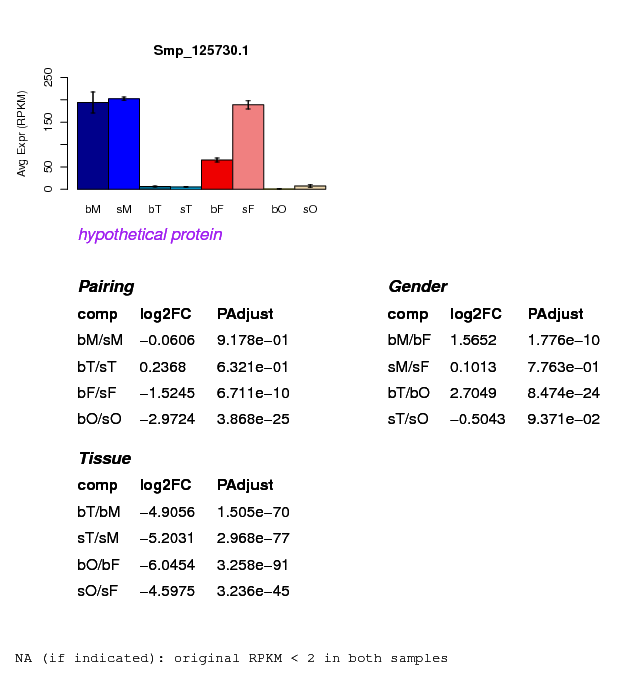 Smp_125730.1
Avg Expr (RPKM)
0 50 150 250
bM sM bT sT bF sF bO sO
hypothetical protein
Pairing
comp log2FC PAdjust
bM/sM −0.0606 9.178e−01
bT/sT 0.2368 6.321e−01
bF/sF −1.5245 6.711e−10
bO/sO −2.9724 3.868e−25
Gender
comp log2FC PAdjust
bM/bF 1.5652 1.776e−10
sM/sF 0.1013 7.763e−01
bT/bO 2.7049 8.474e−24
sT/sO −0.5043 9.371e−02
Tissue
comp log2FC PAdjust
bT/bM −4.9056 1.505e−70
sT/sM −5.2031 2.968e−77
bO/bF −6.0454 3.258e−91
sO/sF −4.5975 3.236e−45
NA (if indicated): original RPKM < 2 in both samples